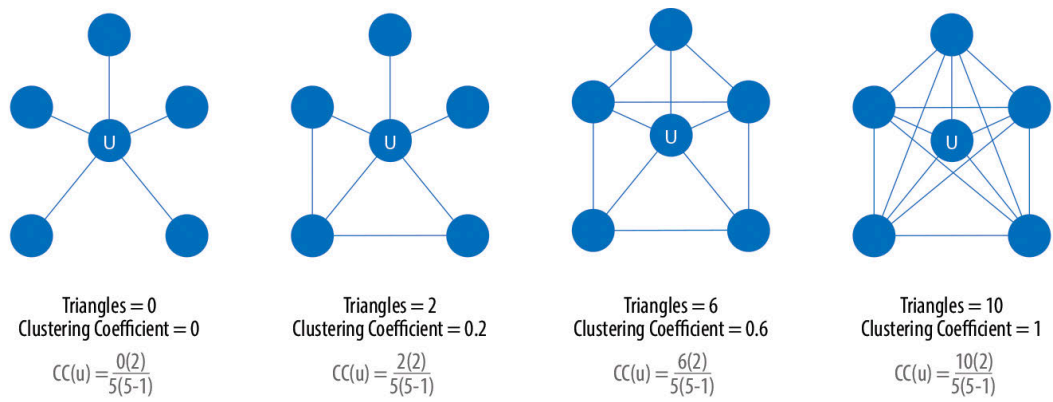 U
U
U
U
Triangles = 0
Clustering Coefficient = 0
CC(u) = 0(2)
5(5-1)
Triangles = 2
Clustering Coefficient = 0.2
CC(u) = 2(2)
5(5-1)
Triangles = 6
Clustering Coefficient = 0.6
CC(u) = 6(2)
5(5-1)
Triangles = 10
Clustering Coefficient = 1
CC(u) = 10(2)
5(5-1)